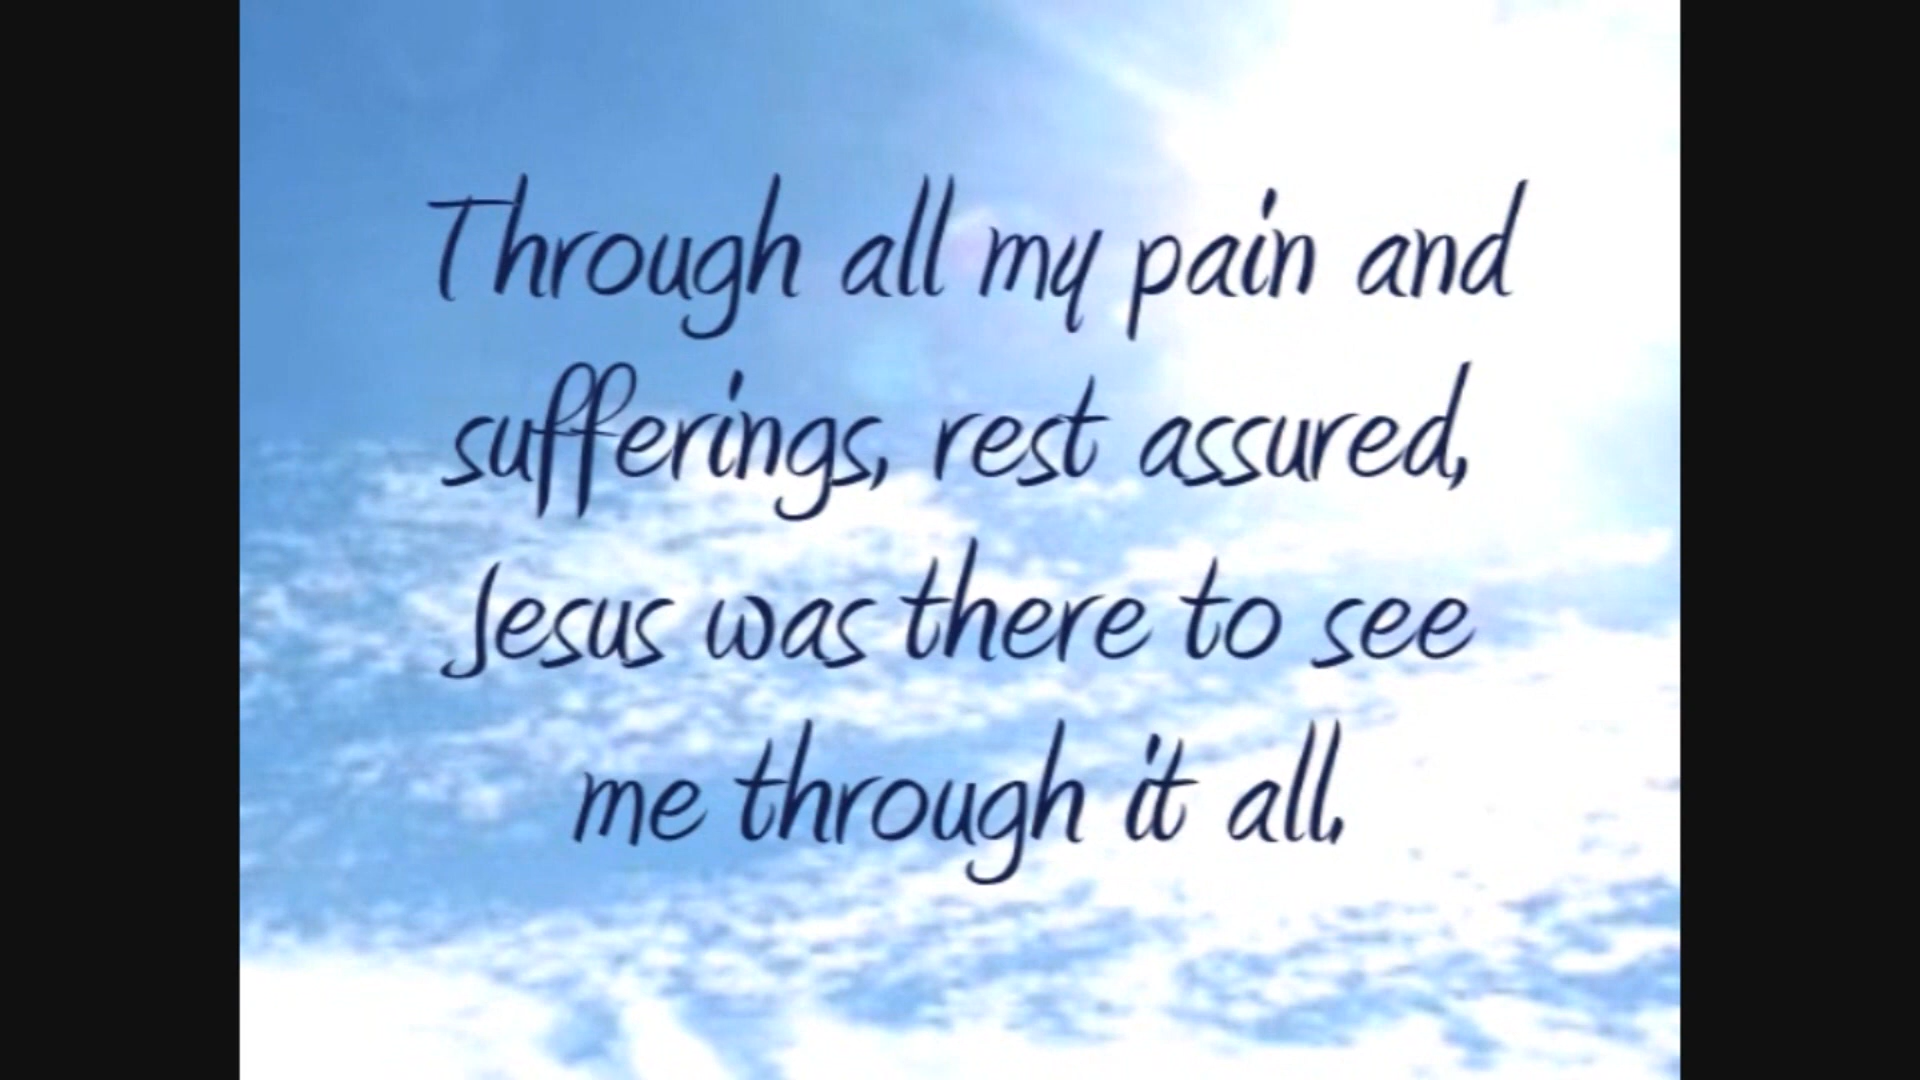 Through all my pain and
sufferings, rest assured,
Jesus was there to see
me through it all.